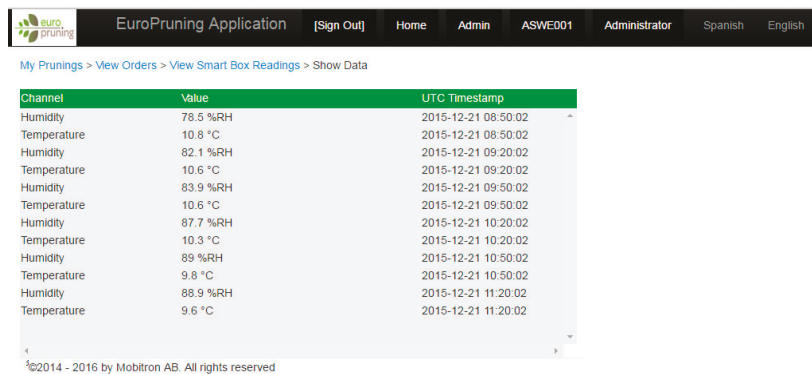 euro
pruning
EuroPruning Application [Sign Out] Home Admin ASWE001 Administrator Spanish English
My Prunings > View Orders > View Smart Box Readings > Show Data
Channel Value UTC Timestamp
Humidity 78.5 %RH 2015-12-21 08:50:02
Temperature 10.8 °C 2015-12-21 08:50:02
Humidity 82.1 %RH 2015-12-21 09:20:02
Temperature 10.6 °C 2015-12-21 09:20:02
Humidity 83.9 %RH 2015-12-21 09:50:02
Temperature 10.6 °C 2015-12-21 09:50:02
Humidity 87.7 %RH 2015-12-21 10:20:02
Temperature 10.3 °C 2015-12-21 10:20:02
Humidity 89 %RH 2015-12-21 10:50:02
Temperature 9.8 °C 2015-12-21 10:50:02
Humidity 88.9 %RH 2015-12-21 11:20:02
Temperature 9.6 °C 2015-12-21 11:20:02
©2014 - 2016 by Mobitron AB. All rights reserved